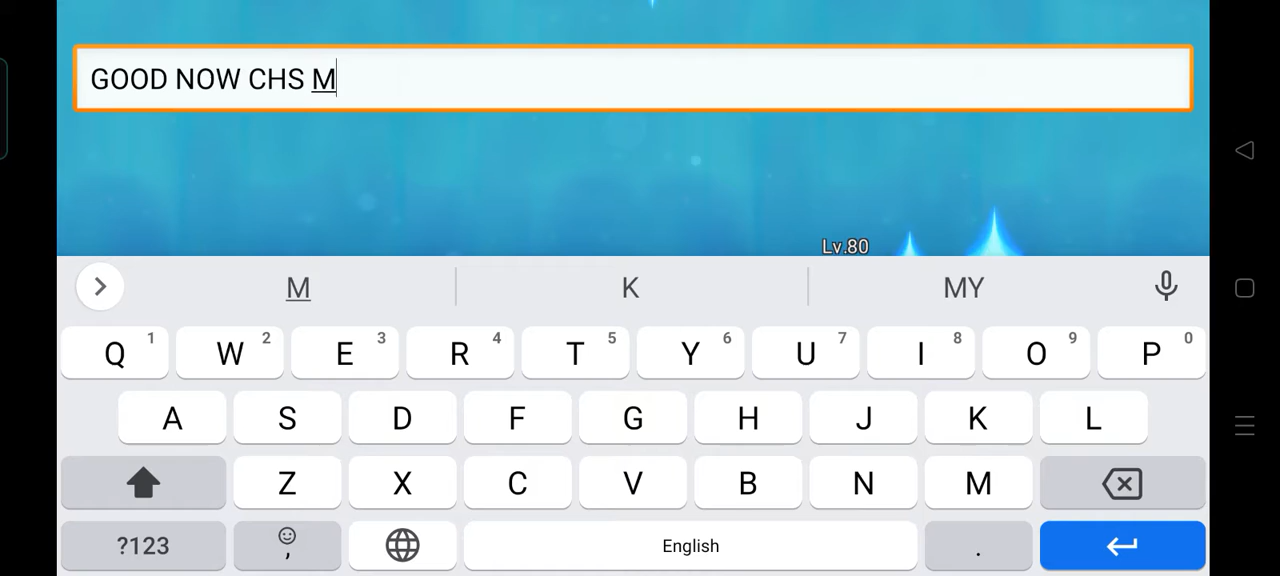 GOOD NOW CHS M
Lv.80
M K MY
Q 1 W 2 E 3 R 4 T 5 Y 6 U 7 I 8 O 9 P 0
A S D F G H J K L
Z X C V B N M
?123 , English .